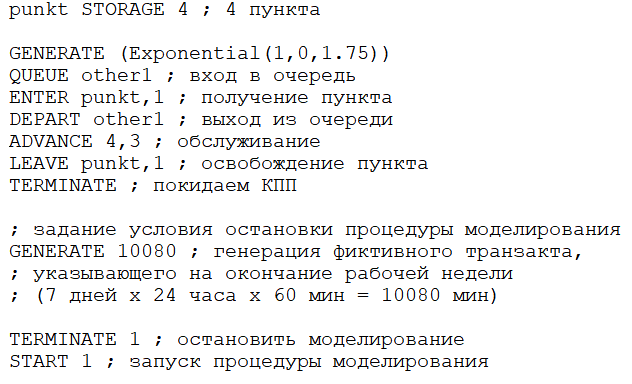 punkt STORAGE 4 ; 4 пункта
GENERATE (Exponential(1,0,1.75))
QUEUE other1 ; вход в очередь
ENTER punkt,1 ; получение пункта
DEPART other1 ; выход из очереди
ADVANCE 4,3 ; обслуживание
LEAVE punkt,1 ; освобождение пункта
TERMINATE ; покидаем КПП
; задание условия остановки процедуры моделирования
GENERATE 10080 ; генерация фиктивного транзакта,
; указывающего на окончание рабочей недели
; (7 дней x 24 часа x 60 мин = 10080 мин)
TERMINATE 1 ; остановить моделирование
START 1 ; запуск процедуры моделирования